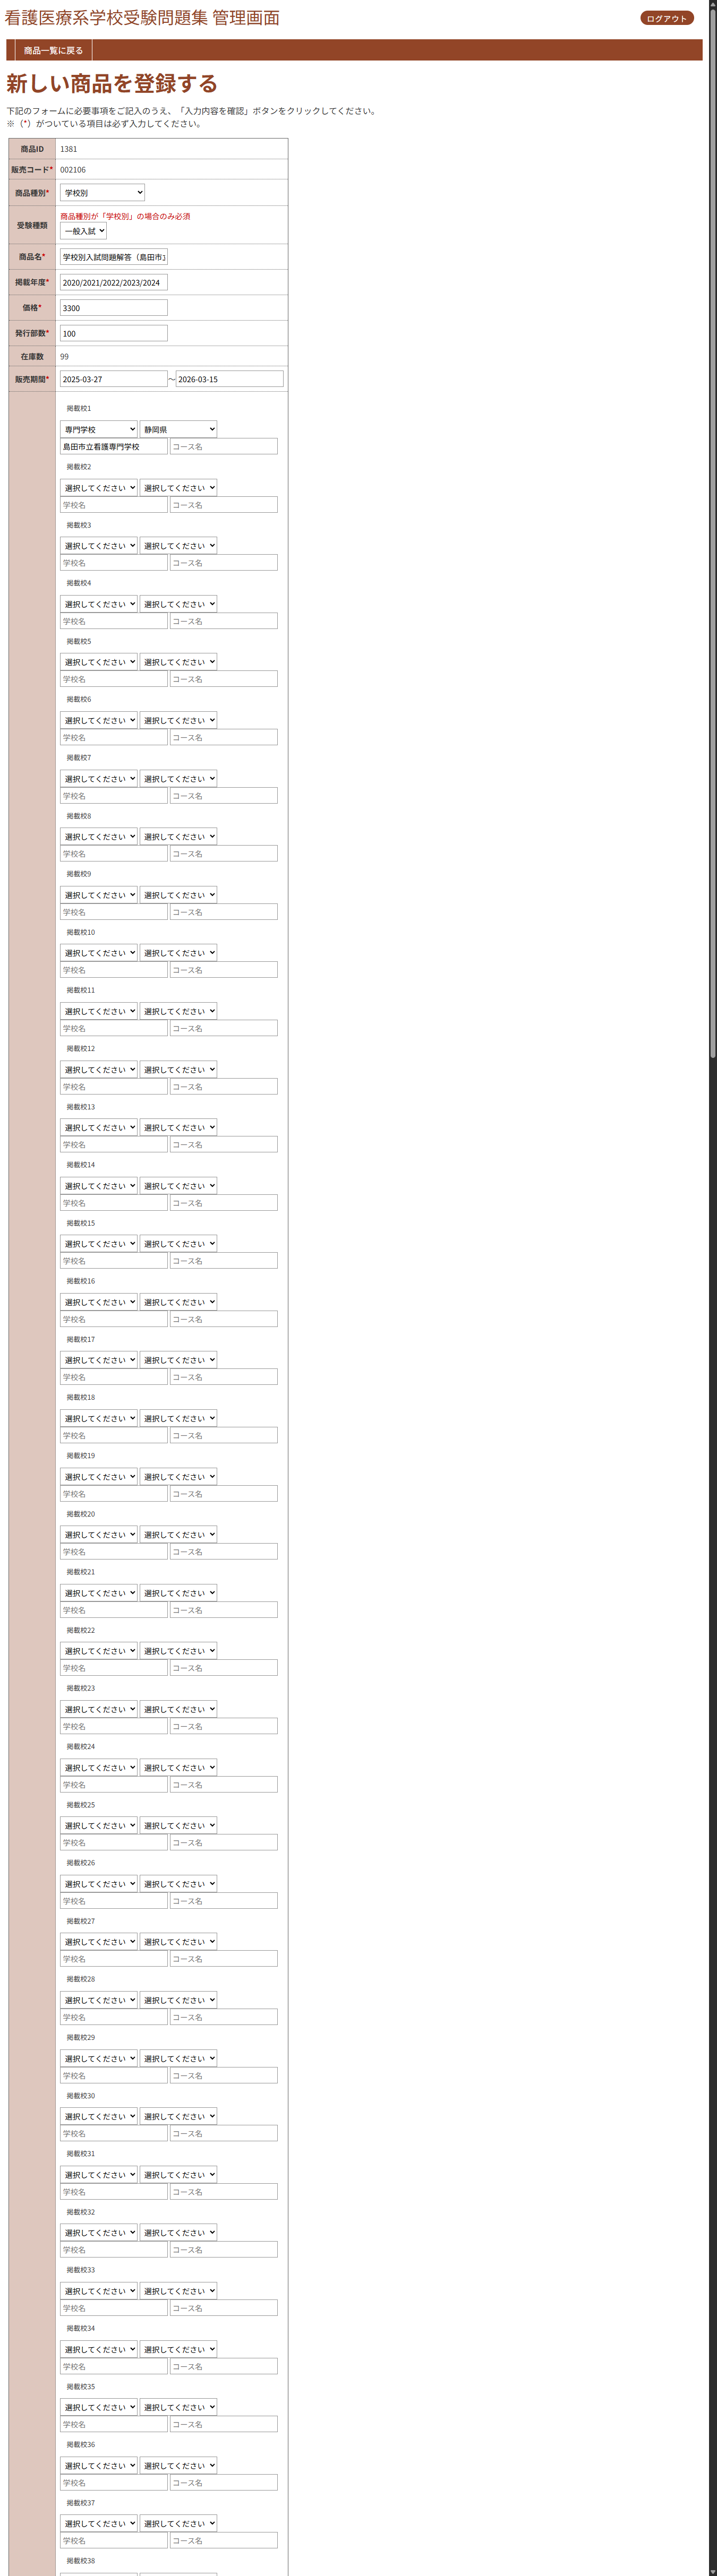 看護医療系学校受験問題集 管理画面
ログアウト
商品一覧に戻る
新しい商品を登録する
下記のフォームに必要事項をご記入のうえ、「入力内容を確認」ボタンをクリックしてください。
※（*）がついている項目は必ず入力してください。
商品ID 1381
販売コード* 002106
商品種別* 学校別
受験種類 商品種別が「学校別」の場合のみ必須
一般入試
商品名* 学校別入試問題解答（島田市立
掲載年度* 2020/2021/2022/2023/2024
価格* 3300
発行部数* 100
在庫数 99
販売期間* 2025-03-27 ～ 2026-03-15
掲載校1
専門学校 静岡県
島田市立看護専門学校 コース名
掲載校2
選択してください 選択してください
学校名 コース名
掲載校3
選択してください 選択してください
学校名 コース名
掲載校4
選択してください 選択してください
学校名 コース名
掲載校5
選択してください 選択してください
学校名 コース名
掲載校6
選択してください 選択してください
学校名 コース名
掲載校7
選択してください 選択してください
学校名 コース名
掲載校8
選択してください 選択してください
学校名 コース名
掲載校9
選択してください 選択してください
学校名 コース名
掲載校10
選択してください 選択してください
学校名 コース名
掲載校11
選択してください 選択してください
学校名 コース名
掲載校12
選択してください 選択してください
学校名 コース名
掲載校13
選択してください 選択してください
学校名 コース名
掲載校14
選択してください 選択してください
学校名 コース名
掲載校15
選択してください 選択してください
学校名 コース名
掲載校16
選択してください 選択してください
学校名 コース名
掲載校17
選択してください 選択してください
学校名 コース名
掲載校18
選択してください 選択してください
学校名 コース名
掲載校19
選択してください 選択してください
学校名 コース名
掲載校20
選択してください 選択してください
学校名 コース名
掲載校21
選択してください 選択してください
学校名 コース名
掲載校22
選択してください 選択してください
学校名 コース名
掲載校23
選択してください 選択してください
学校名 コース名
掲載校24
選択してください 選択してください
学校名 コース名
掲載校25
選択してください 選択してください
学校名 コース名
掲載校26
選択してください 選択してください
学校名 コース名
掲載校27
選択してください 選択してください
学校名 コース名
掲載校28
選択してください 選択してください
学校名 コース名
掲載校29
選択してください 選択してください
学校名 コース名
掲載校30
選択してください 選択してください
学校名 コース名
掲載校31
選択してください 選択してください
学校名 コース名
掲載校32
選択してください 選択してください
学校名 コース名
掲載校33
選択してください 選択してください
学校名 コース名
掲載校34
選択してください 選択してください
学校名 コース名
掲載校35
選択してください 選択してください
学校名 コース名
掲載校36
選択してください 選択してください
学校名 コース名
掲載校37
選択してください 選択してください
学校名 コース名
掲載校38